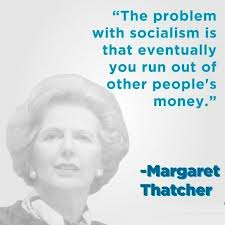 “The problem
with socialism is
that eventually
you run out of
other people's
money.”
-Margaret
Thatcher